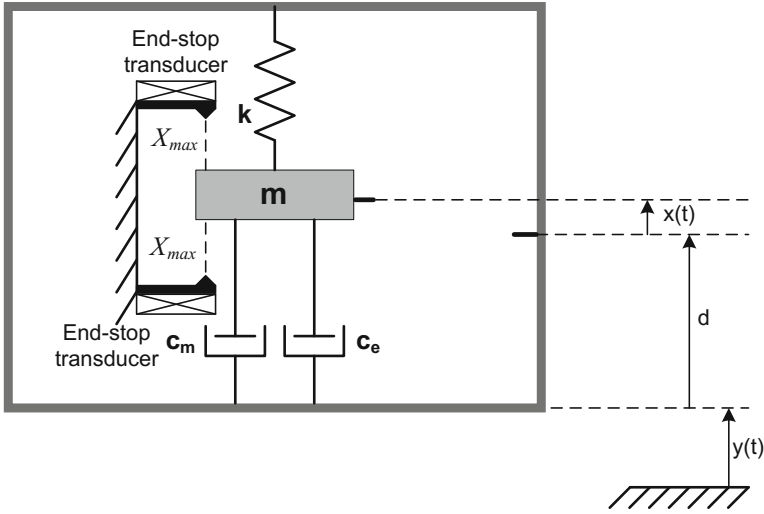 End-stop
transducer
k
X_max
m
x(t)
X_max
d
End-stop
transducer
c_m
c_e
y(t)